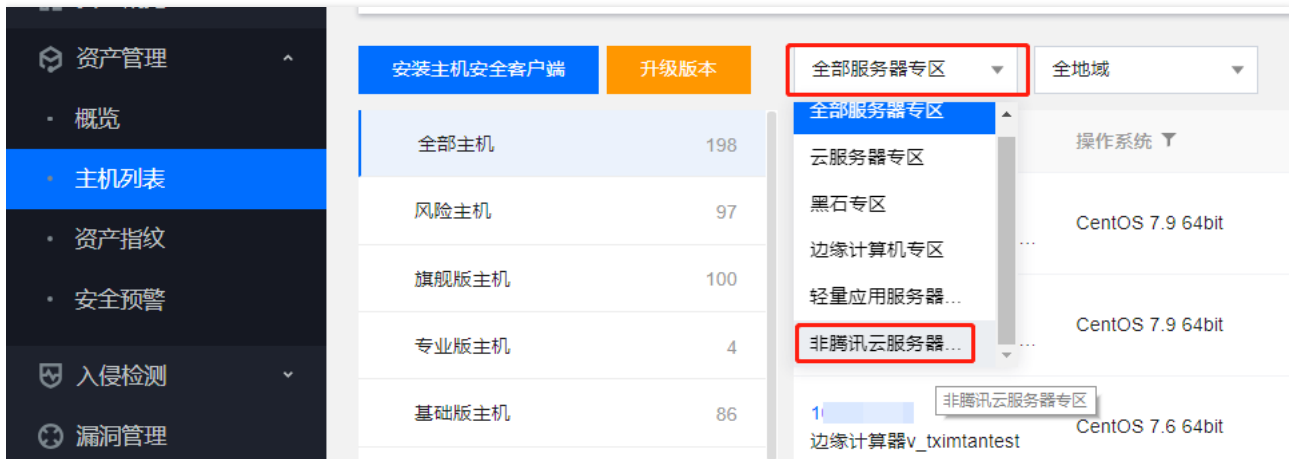 资产管理
概览
主机列表
资产指纹
安全预警
入侵检测
漏洞管理
安装主机安全客户端
升级版本
全部服务器专区
全地域
全部主机 198
风险主机 97
旗舰版主机 100
专业版主机 4
基础版主机 86
全部服务器专区
云服务器专区
黑石专区
边缘计算机专区
轻量应用服务器...
非腾讯云服务器...
非腾讯云服务器专区
操作系统
... CentOS 7.9 64bit
... CentOS 7.9 64bit
边缘计算器v_tximtantest
CentOS 7.6 64bit